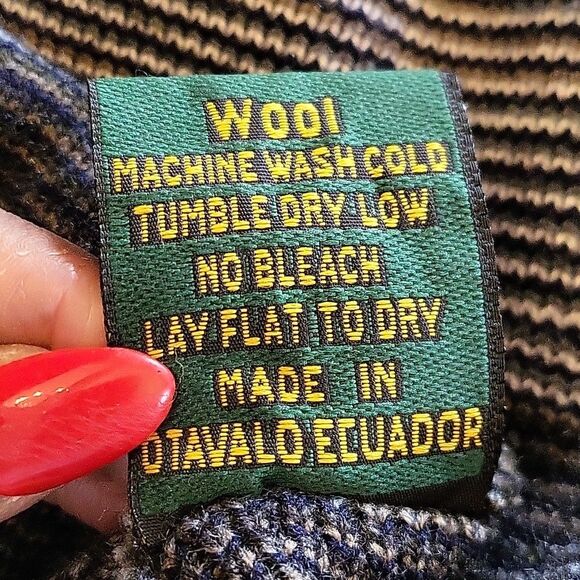 Wool
MACHINE WASH COLD
TUMBLE DRY LOW
NO BLEACH
LAY FLAT TO DRY
MADE IN
OTAVALO ECUADOR